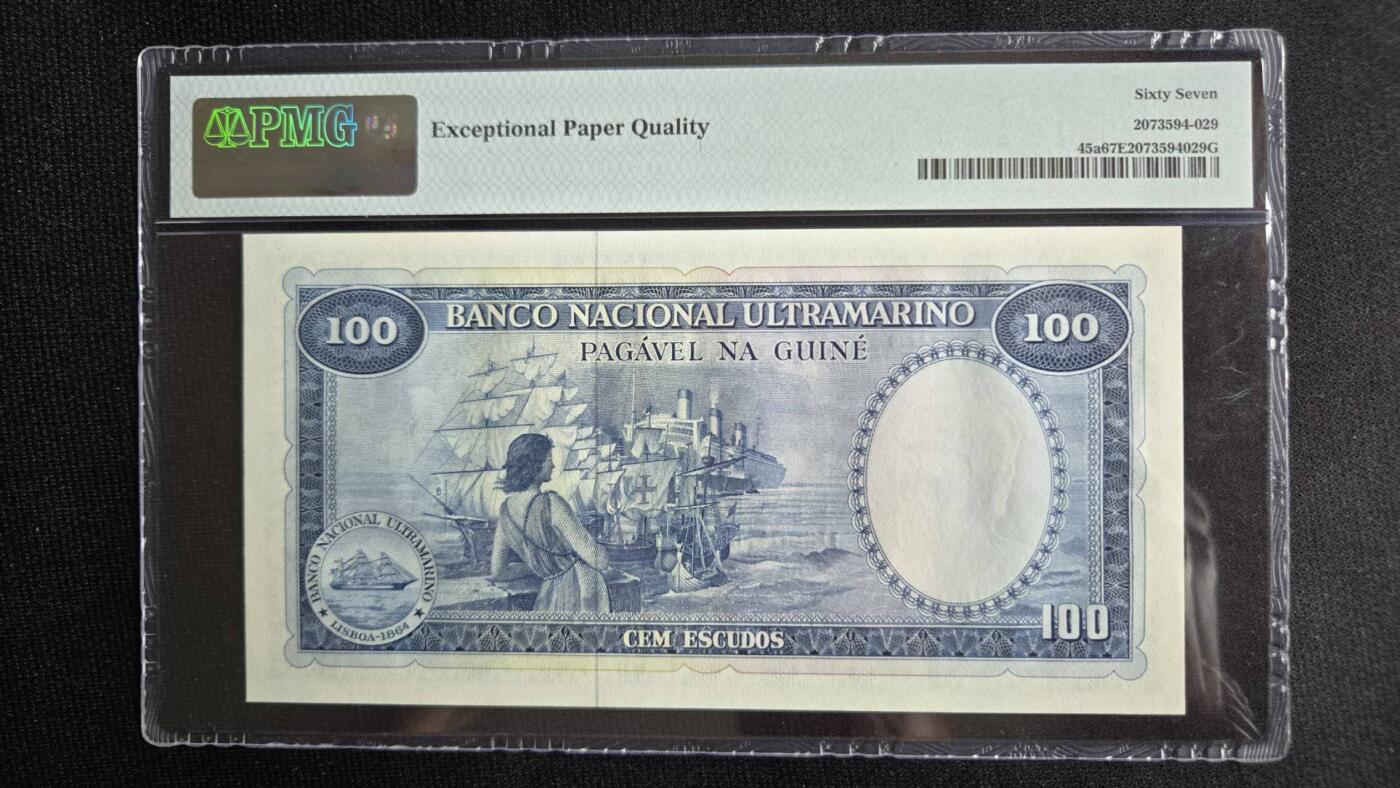 PMG
Exceptional Paper Quality
Sixty Seven
2073594-029
45a67E2073594029G
100
BANCO NACIONAL ULTRAMARINO
100
PAGÁVEL NA GUINÉ
BANCO NACIONAL ULTRAMARINO
LISBOA-1864
CEM ESCUDOS
100